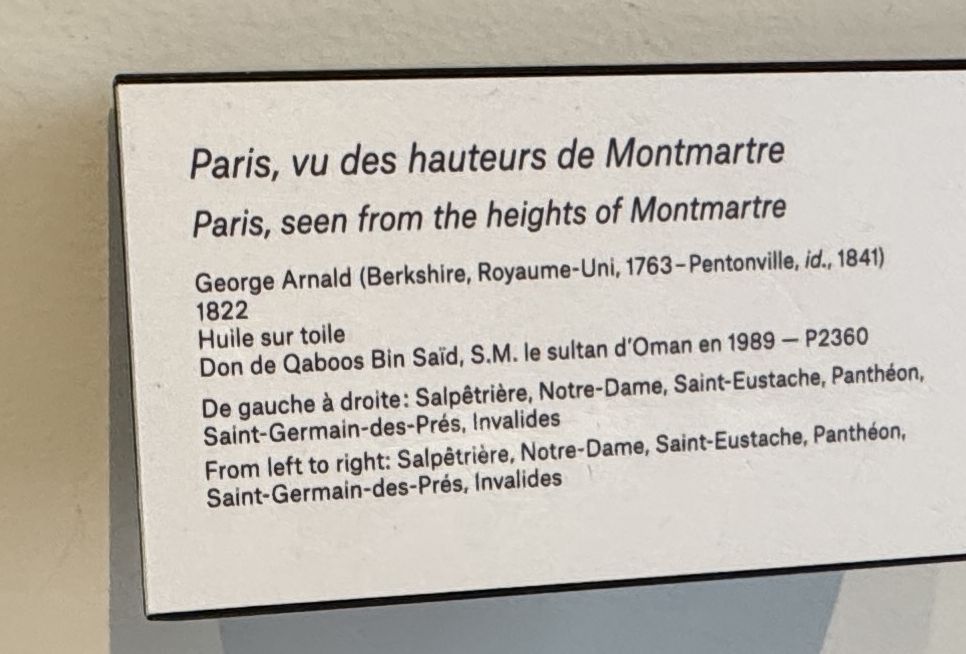 Paris, vu des hauteurs de Montmartre
Paris, seen from the heights of Montmartre
George Arnald (Berkshire, Royaume-Uni, 1763–Pentonville, id., 1841)
1822
Huile sur toile
Don de Qaboos Bin Saïd, S.M. le sultan d'Oman en 1989 — P2360
De gauche à droite: Salpêtrière, Notre-Dame, Saint-Eustache, Panthéon,
Saint-Germain-des-Prés, Invalides
From left to right: Salpêtrière, Notre-Dame, Saint-Eustache, Panthéon,
Saint-Germain-des-Prés, Invalides